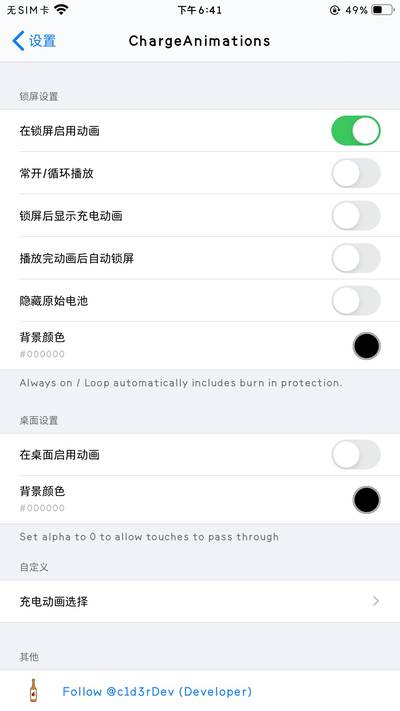 无SIM卡 下午6:41 49%
设置 ChargeAnimations
锁屏设置
在锁屏启用动画
常开/循环播放
锁屏后显示充电动画
播放完动画后自动锁屏
隐藏原始电池
背景颜色
#000000
Always on / Loop automatically includes burn in protection.
桌面设置
在桌面启用动画
背景颜色
#000000
Set alpha to 0 to allow touches to pass through
自定义
充电动画选择
其他
Follow @c1d3rDev (Developer)